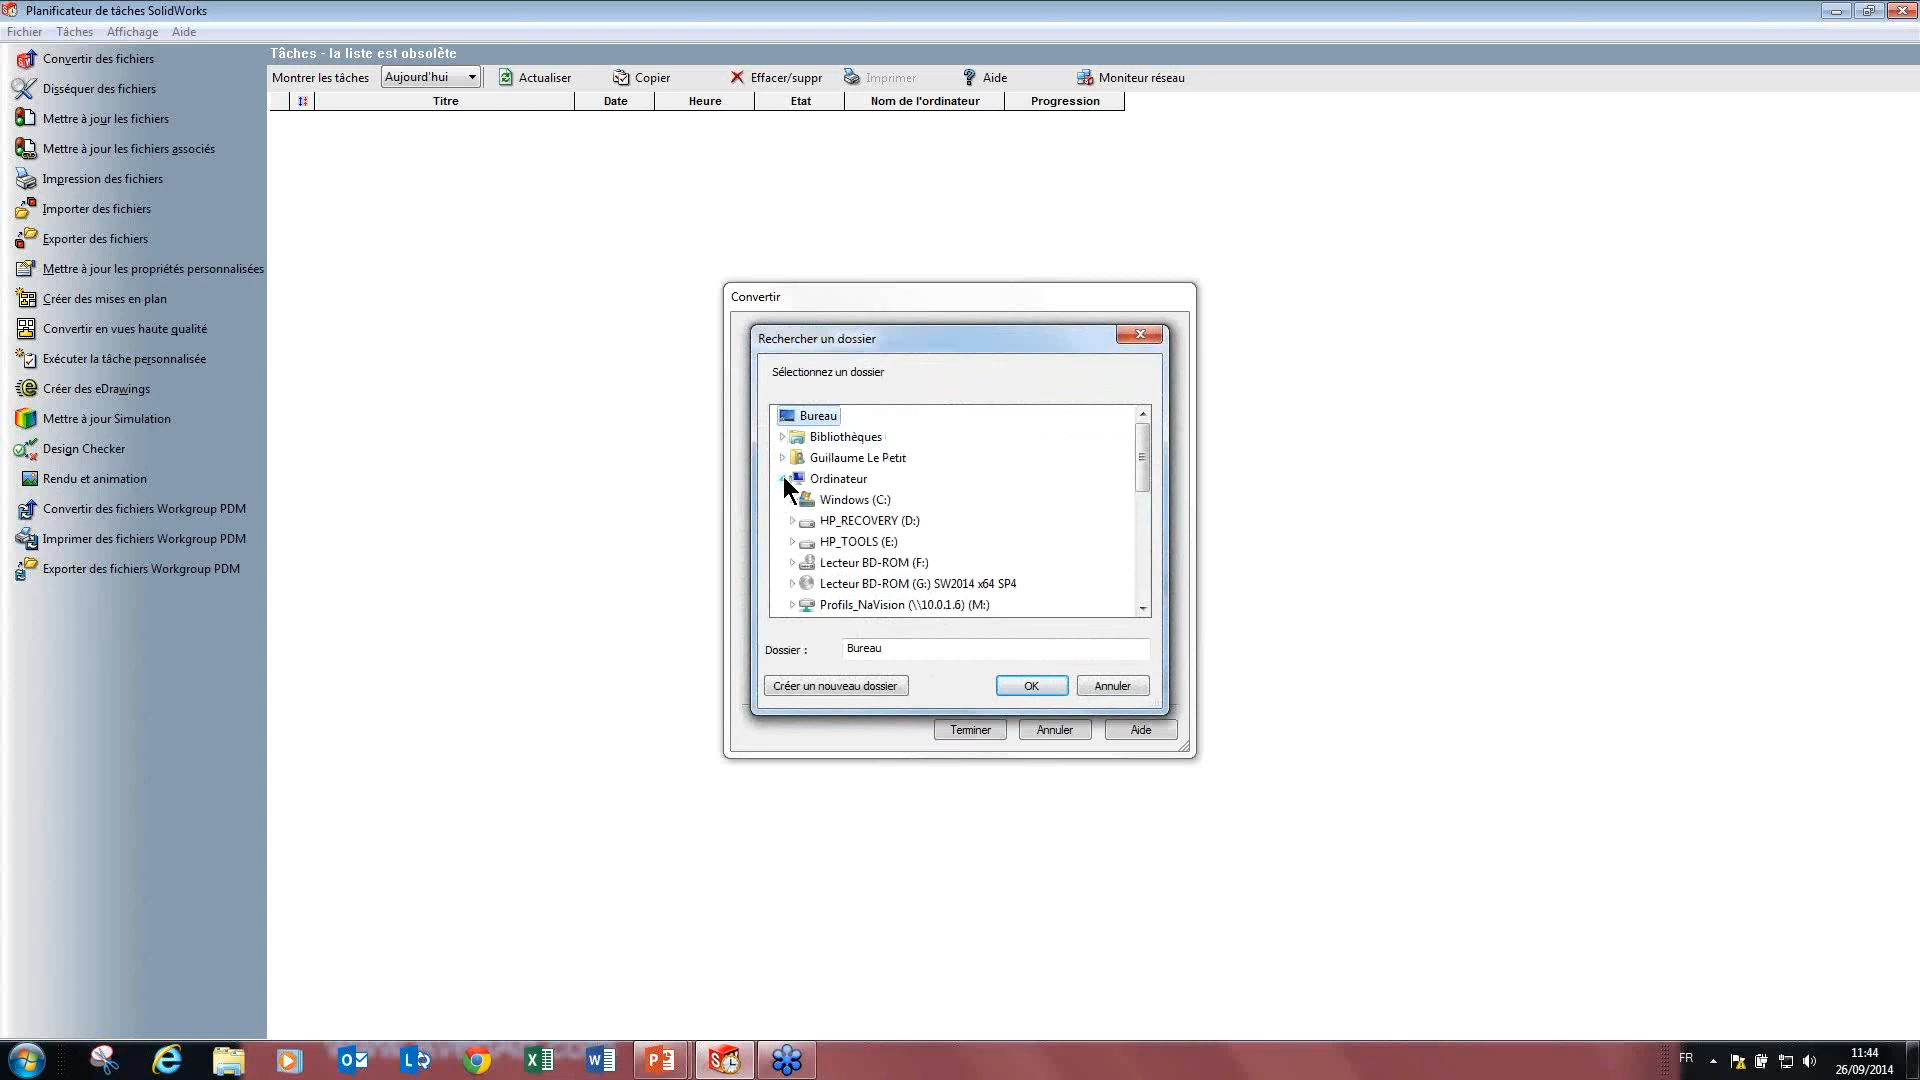 Planificateur de tâches SolidWorks
Fichier Tâches Affichage Aide
Tâches - la liste est obsolète
Montrer les tâches Aujourd'hui Actualiser Copier Effacer/suppr Imprimer Aide Moniteur réseau
Titre Date Heure Etat Nom de l'ordinateur Progression
Convertir des fichiers
Disséquer des fichiers
Mettre à jour les fichiers
Mettre à jour les fichiers associés
Impression des fichiers
Importer des fichiers
Exporter des fichiers
Mettre à jour les propriétés personnalisées
Créer des mises en plan
Convertir en vues haute qualité
Exécuter la tâche personnalisée
Créer des eDrawings
Mettre à jour Simulation
Design Checker
Rendu et animation
Convertir des fichiers Workgroup PDM
Imprimer des fichiers Workgroup PDM
Exporter des fichiers Workgroup PDM
Convertir
Rechercher un dossier
Sélectionnez un dossier
Bureau
Bibliothèques
Guillaume Le Petit
Ordinateur
Windows (C:)
HP_RECOVERY (D:)
HP_TOOLS (E:)
Lecteur BD-ROM (F:)
Lecteur BD-ROM (G:) SW2014 x64 SP4
Profils_NaVision (\\10.0.1.6) (M:)
Dossier : Bureau
Créer un nouveau dossier OK Annuler
Terminer Annuler Aide
FR 11:44
26/09/2014